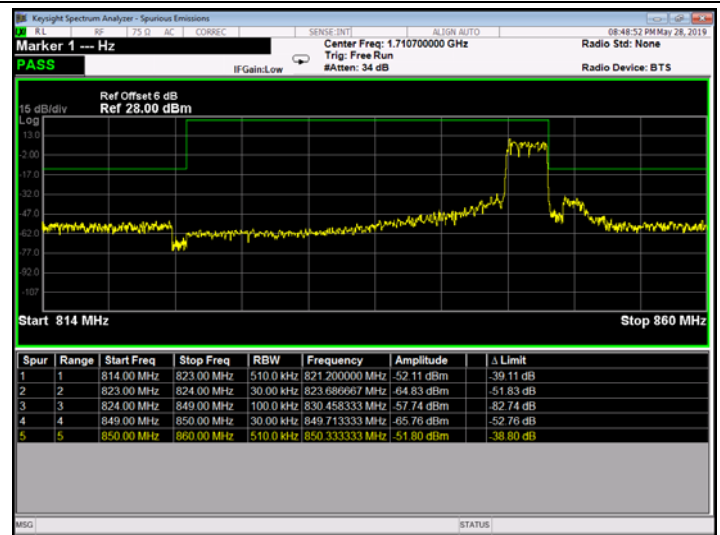 Keysight Spectrum Analyzer - Spurious Emissions
RL RF 75 Ω AC CORREC SENSE:INT ALIGN AUTO 08:48:52 PM May 28, 2019
Marker 1 --- Hz Center Freq: 1.710700000 GHz Radio Std: None
PASS IFGain:Low Trig: Free Run
#Atten: 34 dB Radio Device: BTS
Ref Offset 6 dB
15 dB/div Ref 28.00 dBm
Log
13.0
-2.00
-17.0
-32.0
-47.0
-62.0
-77.0
-92.0
-107
Start 814 MHz Stop 860 MHz
Spur Range Start Freq Stop Freq RBW Frequency Amplitude Δ Limit
1 1 814.00 MHz 823.00 MHz 510.0 kHz 821.200000 MHz -52.11 dBm -39.11 dB
2 2 823.00 MHz 824.00 MHz 30.00 kHz 823.686667 MHz -64.83 dBm -51.83 dB
3 3 824.00 MHz 849.00 MHz 100.0 kHz 830.458333 MHz -57.74 dBm -82.74 dB
4 4 849.00 MHz 850.00 MHz 30.00 kHz 849.713333 MHz -65.76 dBm -52.76 dB
5 5 850.00 MHz 860.00 MHz 510.0 kHz 850.333333 MHz -51.80 dBm -38.80 dB
MSG STATUS